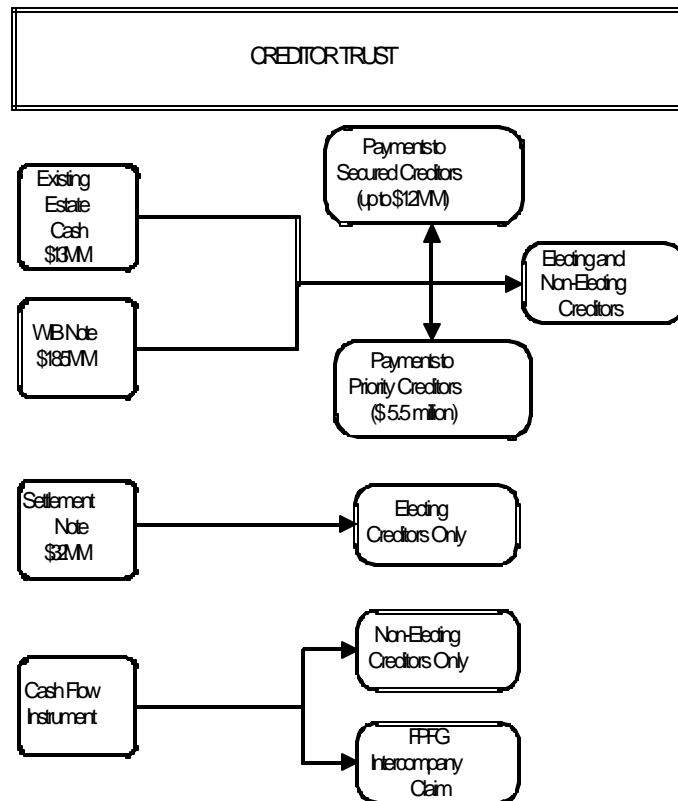 CREDITOR TRUST
Existing
Estate
Cash
$13MM
Payments to
Secured Creditors
(up to $12MM)
Electing and
Non-Electing
Creditors
Note
$185MM
Payments to
Priority Creditors
($ 5.5 million)
Settlement
Note
$32MM
Electing
Creditors Only
Non-Electing
Creditors Only
Cash Flow
Instrument
FPFG
Intercompany
Claim